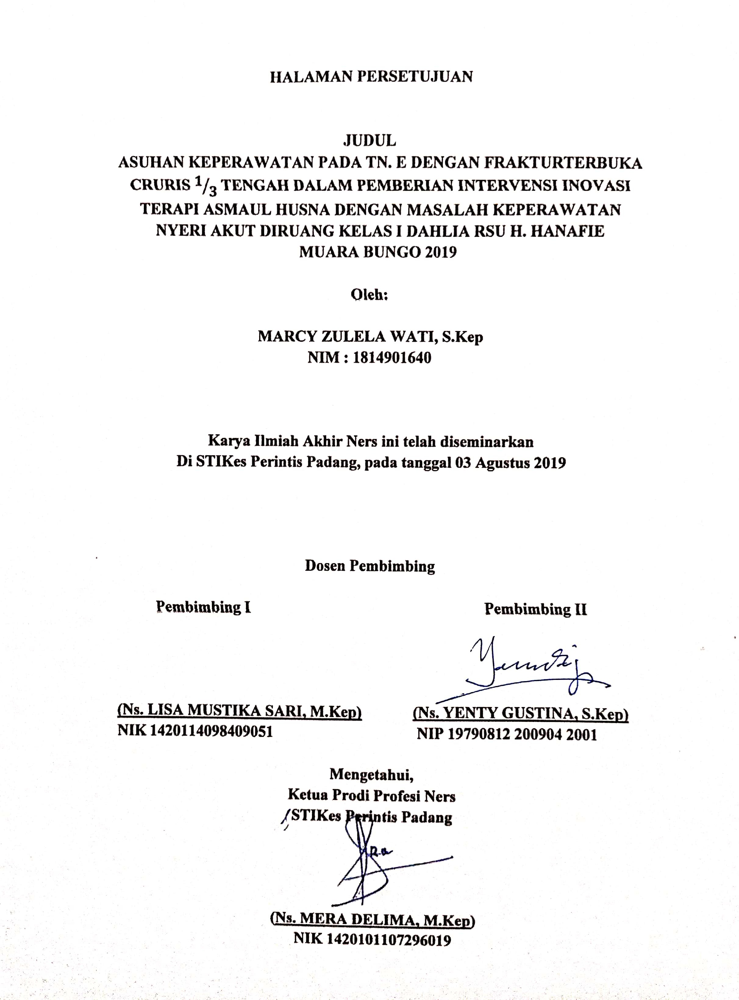 HALAMAN PERSETUJUAN
JUDUL
ASUHAN KEPERAWATAN PADA TN. E DENGAN FRAKTURTERBUKA
CRURIS 1/3 TENGAH DALAM PEMBERIAN INTERVENSI INOVASI
TERAPI ASMAUL HUSNA DENGAN MASALAH KEPERAWATAN
NYERI AKUT DIRUANG KELAS I DAHLIA RSU H. HANAFIE
MUARA BUNGO 2019
Oleh:
MARCY ZULELA WATI, S.Kep
NIM : 1814901640
Karya Ilmiah Akhir Ners ini telah diseminarkan
Di STIKes Perintis Padang, pada tanggal 03 Agustus 2019
Dosen Pembimbing
Pembimbing I
Pembimbing II
(Ns. LISA MUSTIKA SARI, M.Kep)
NIK 1420114098409051
(Ns. YENTY GUSTINA, S.Kep)
NIP 19790812 200904 2001
Mengetahui,
Ketua Prodi Profesi Ners
STIKes Perintis Padang
(Ns. MERA DELIMA, M.Kep)
NIK 1420101107296019